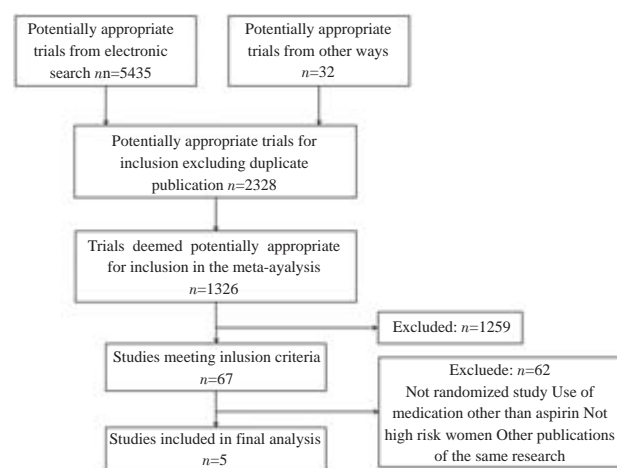 Potentially appropriate
trials from electronic
search nn=5435
Potentially appropriate
trials from other ways
n=32
Potentially appropriate trials for
inclusion excluding duplicate
publication n=2328
Trials deemed potentially appropriate
for inclusion in the meta-ayalysis
n=1326
Excluded: n=1259
Studies meeting inlusion criteria
n=67
Excluede: n=62
Not randomized study Use of
medication other than aspirin Not
high risk women Other publications
of the same research
Studies included in final analysis
n=5